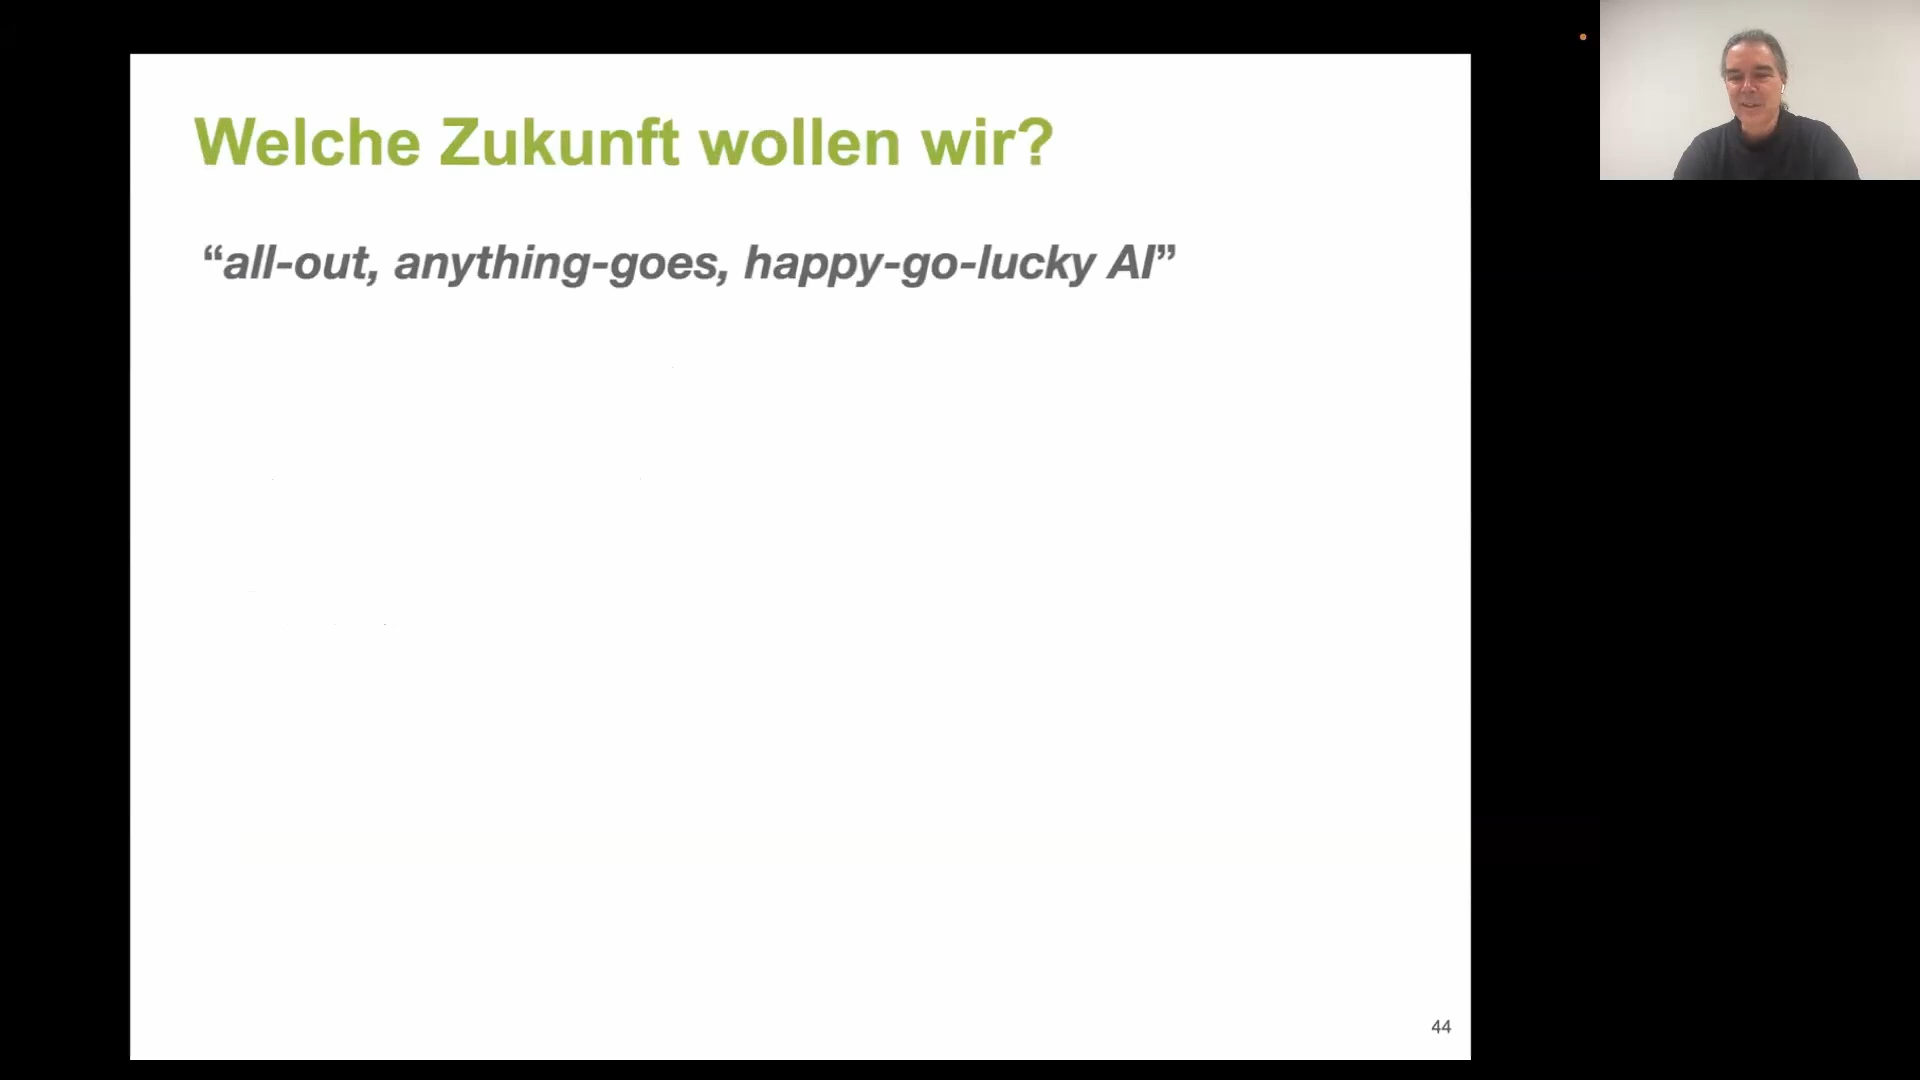 Welche Zukunft wollen wir?
“all-out, anything-goes, happy-go-lucky AI”
44